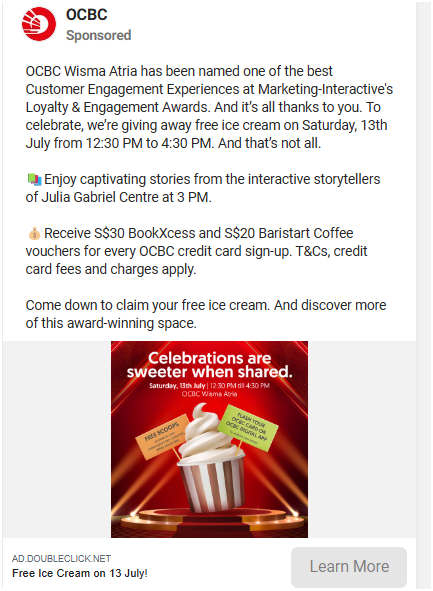 OCBC
Sponsored
OCBC Wisma Atria has been named one of the best
Customer Engagement Experiences at Marketing-Interactive's
Loyalty & Engagement Awards. And it's all thanks to you. To
celebrate, we're giving away free ice cream on Saturday, 13th
July from 12:30 PM to 4:30 PM. And that's not all.
Enjoy captivating stories from the interactive storytellers
of Julia Gabriel Centre at 3 PM.
Receive S$30 BookXcess and S$20 Baristart Coffee
vouchers for every OCBC credit card sign-up. T&Cs, credit
card fees and charges apply.
Come down to claim your free ice cream. And discover more
of this award-winning space.
Celebrations are
sweeter when shared.
Saturday, 13th July | 12:30 PM till 4:30 PM
OCBC Wisma Atria
FREE SCOOPS
FLASH YOUR
OCBC CARD OR
OCBC DIGITAL APP
AD.DOUBLECLICK.NET
Free Ice Cream on 13 July!
Learn More